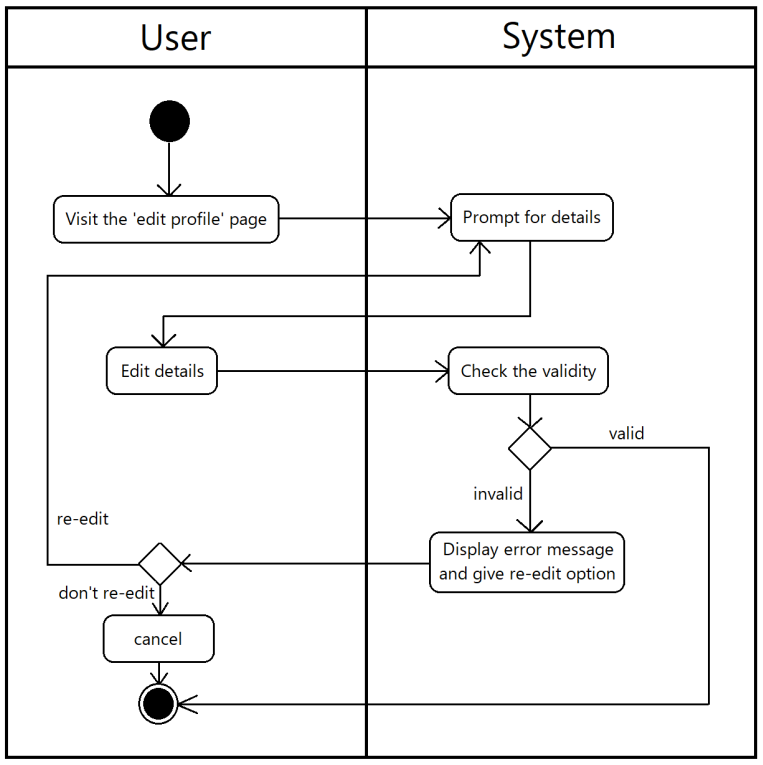 User
System
Visit the 'edit profile' page
Prompt for details
Edit details
Check the validity
valid
invalid
re-edit
Display error message
and give re-edit option
don't re-edit
cancel